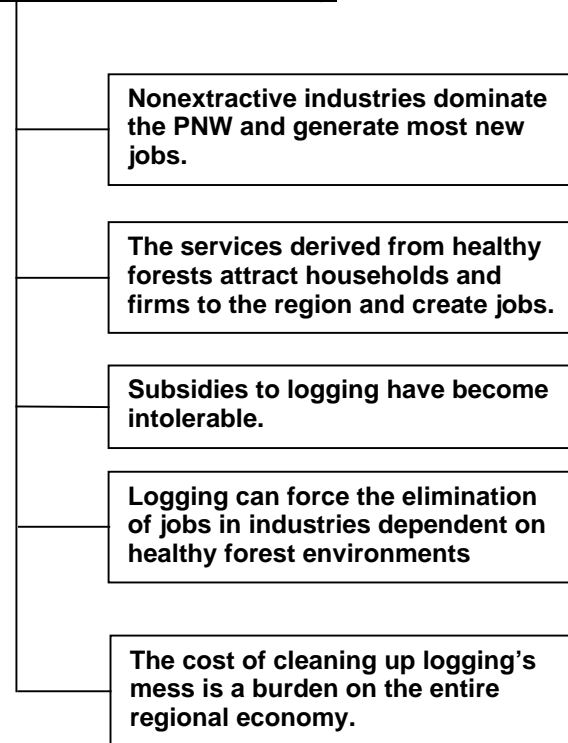 Nonextractive industries dominate
the PNW and generate most new
jobs.
The services derived from healthy
forests attract households and
firms to the region and create jobs.
Subsidies to logging have become
intolerable.
Logging can force the elimination
of jobs in industries dependent on
healthy forest environments
The cost of cleaning up logging’s
mess is a burden on the entire
regional economy.